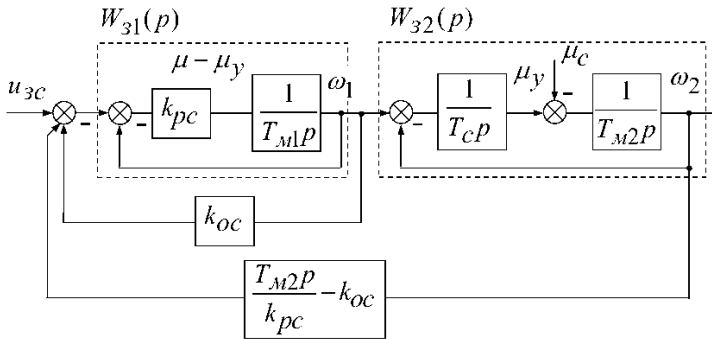 W_{з1}(p)
W_{з2}(p)
u_{зс}
-
-
μ − μ_y
k_{рс}
1
T_{м1}p
ω_1
-
1
T_c p
μ_y
μ_c
-
1
T_{м2}p
ω_2
k_{ос}
T_{м2}p
k_{рс}
−k_{ос}